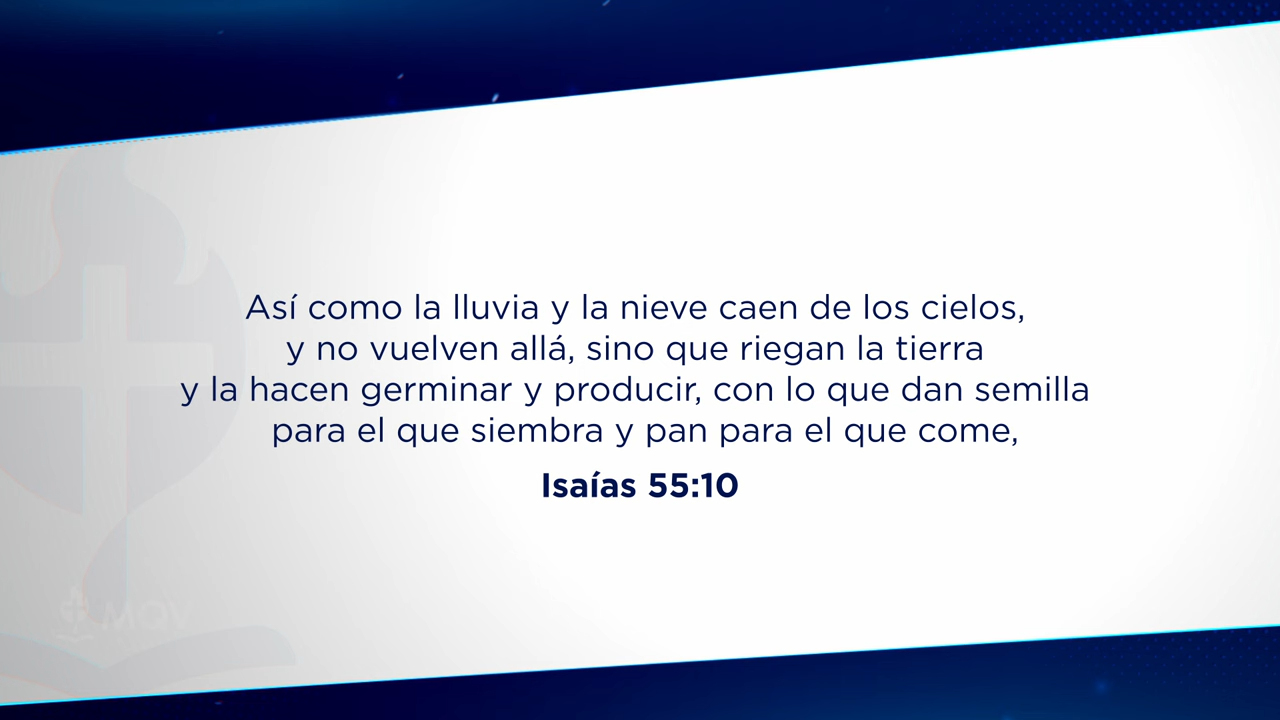 Así como la lluvia y la nieve caen de los cielos,
y no vuelven allá, sino que riegan la tierra
y la hacen germinar y producir, con lo que dan semilla
para el que siembra y pan para el que come,
Isaías 55:10
MQV